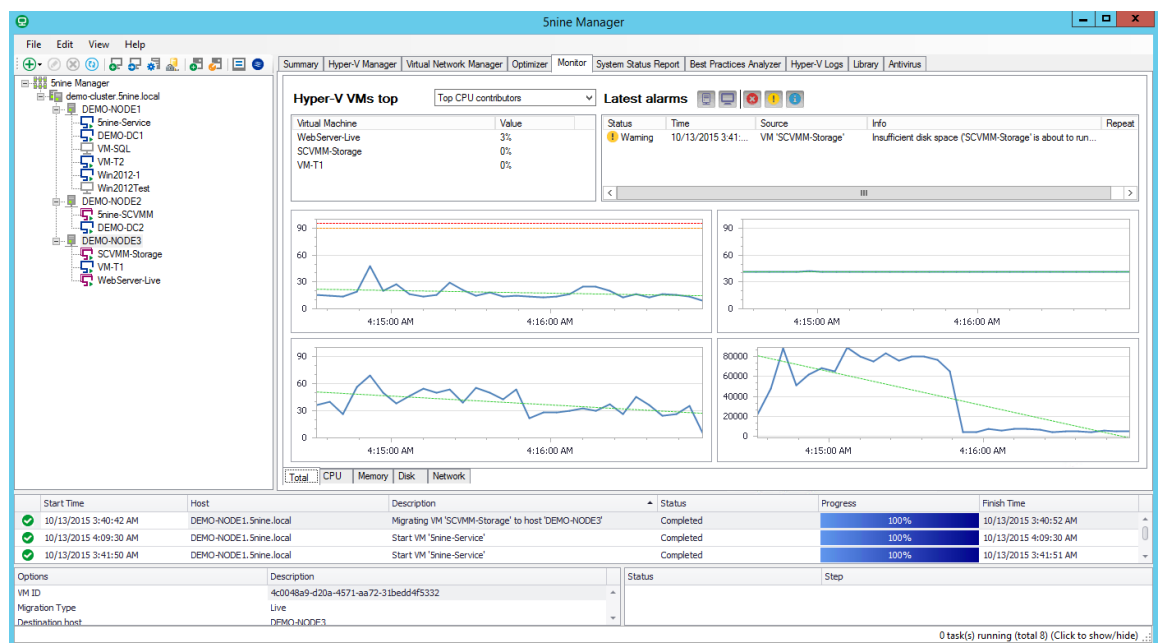 5nine Manager
File Edit View Help
Summary Hyper-V Manager Virtual Network Manager Optimizer Monitor System Status Report Best Practices Analyzer Hyper-V Logs Library Antivirus
5nine Manager
demo-cluster.5nine.local
DEMO-NODE1
5nine-Service
DEMO-DC1
VM-SQL
VM-T2
Win2012-1
Win2012Test
DEMO-NODE2
5nine-SCVMM
DEMO-DC2
DEMO-NODE3
SCVMM-Storage
VM-T1
WebServer-Live
Hyper-V VMs top Top CPU contributors
Virtual Machine Value
WebServer-Live 3%
SCVMM-Storage 0%
VM-T1 0%
Latest alarms
Status Time Source Info Repeat
Warning 10/13/2015 3:41:... VM 'SCVMM-Storage' Insufficient disk space ('SCVMM-Storage' is about to run...
90
60
30
0
4:15:00 AM 4:16:00 AM
90
60
30
0
4:15:00 AM 4:16:00 AM
90
60
30
0
4:15:00 AM 4:16:00 AM
80000
60000
40000
20000
0
4:15:00 AM 4:16:00 AM
Total CPU Memory Disk Network
Start Time Host Description Status Progress Finish Time
10/13/2015 3:40:42 AM DEMO-NODE1.5nine.local Migrating VM 'SCVMM-Storage' to host 'DEMO-NODE3' Completed 100% 10/13/2015 3:40:52 AM
10/13/2015 4:09:30 AM DEMO-NODE1.5nine.local Start VM '5nine-Service' Completed 100% 10/13/2015 4:09:30 AM
10/13/2015 3:41:50 AM DEMO-NODE1.5nine.local Start VM '5nine-Service' Completed 100% 10/13/2015 3:41:51 AM
Options Description
VM ID 4c0048a9-d20a-4571-aa72-31bedd4f5332
Migration Type Live
Destination host DEMO-NODE3
Status Step
0 task(s) running (total 8) (Click to show/hide)